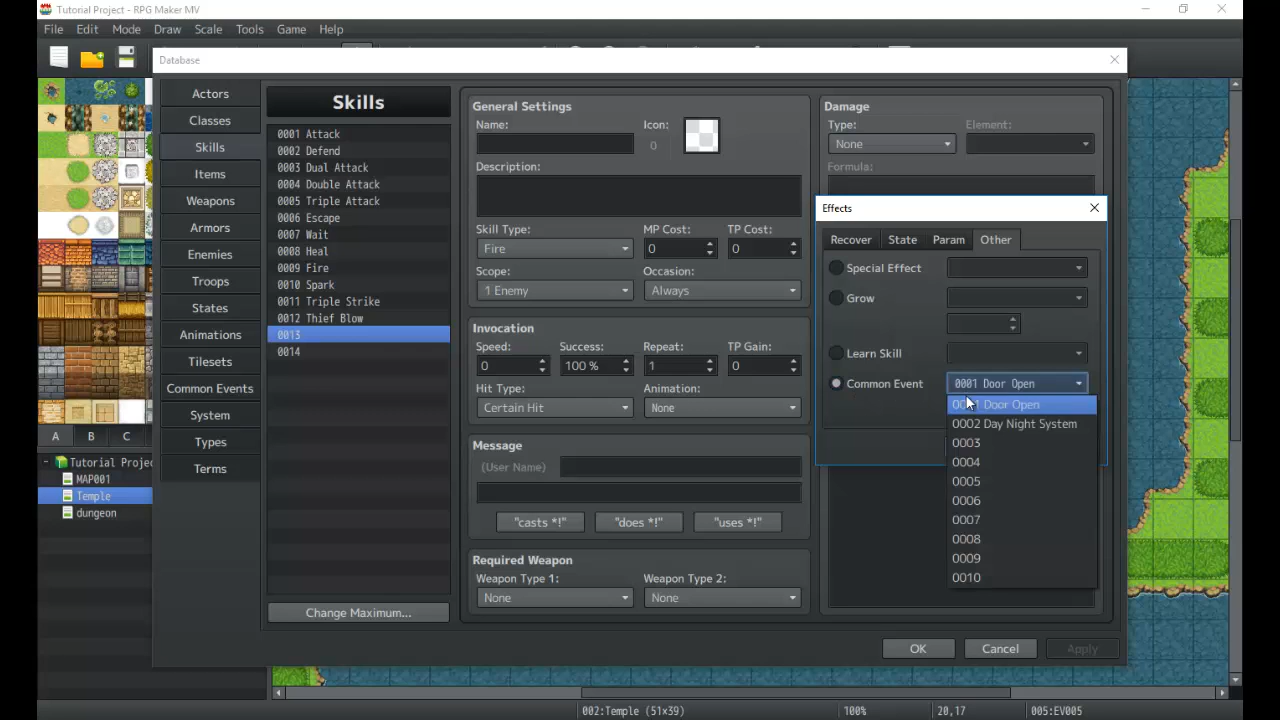 Tutorial Project - RPG Maker MV
File Edit Mode Draw Scale Tools Game Help
Database
Actors
Classes
Skills
Items
Weapons
Armors
Enemies
Troops
States
Animations
Tilesets
Common Events
System
Types
Terms
A B C
Tutorial Projec
MAP001
Temple
dungeon
Skills
0001 Attack
0002 Defend
0003 Dual Attack
0004 Double Attack
0005 Triple Attack
0006 Escape
0007 Wait
0008 Heal
0009 Fire
0010 Spark
0011 Triple Strike
0012 Thief Blow
0013
0014
Change Maximum...
General Settings
Name: Icon:
0
Description:
Skill Type: MP Cost: TP Cost:
Fire 0 0
Scope: Occasion:
1 Enemy Always
Invocation
Speed: Success: Repeat: TP Gain:
0 100 % 1 0
Hit Type: Animation:
Certain Hit None
Message
(User Name)
"casts *!" "does *!" "uses *!"
Required Weapon
Weapon Type 1: Weapon Type 2:
None None
Damage
Type: Element:
None
Formula:
Effects
Recover State Param Other
Special Effect
Grow
Learn Skill
Common Event 0001 Door Open
Door Open
0002 Day Night System
0003
0004
0005
0006
0007
0008
0009
0010
OK Cancel Apply
002:Temple (51x39) 100% 20,17 005:EV005